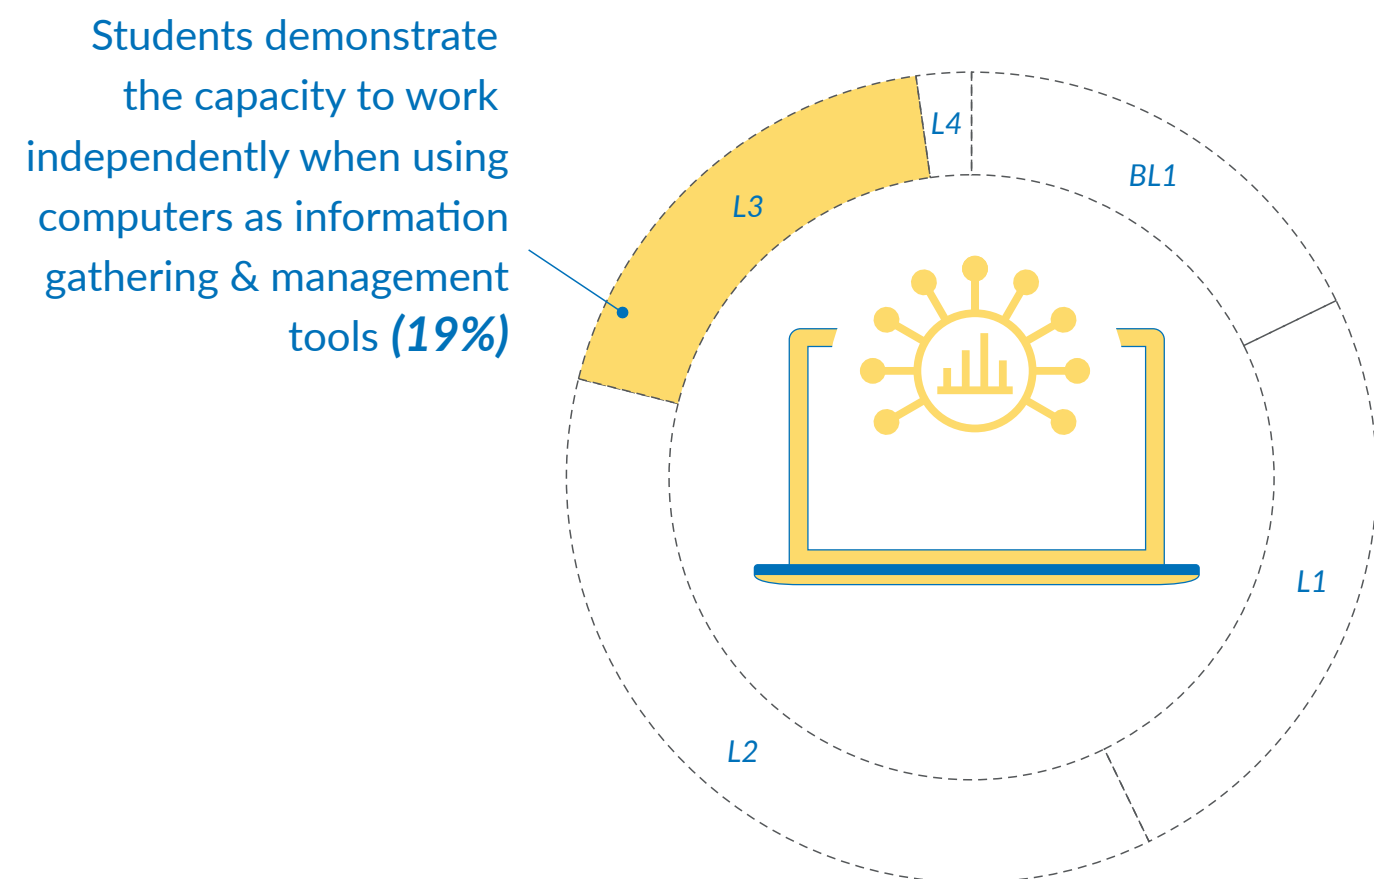 Students demonstrate
the capacity to work
independently when using
computers as information
gathering & management
tools (19%)
L4
BL1
L3
L1
L2